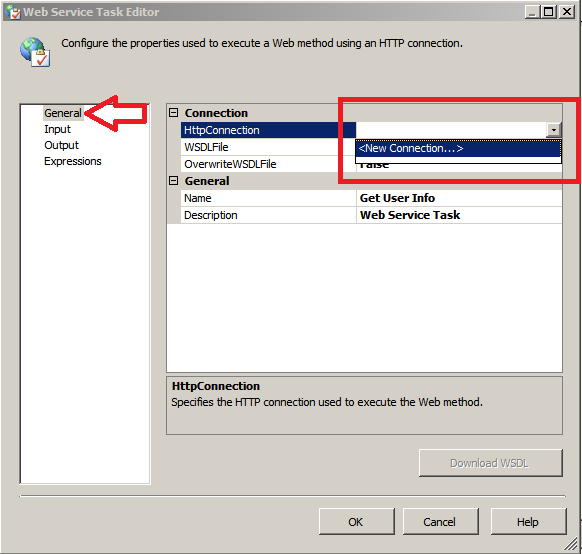 Web Service Task Editor
Configure the properties used to execute a Web method using an HTTP connection.
General
Input
Output
Expressions
Connection
HttpConnection
<New Connection...>
WSDLFile
OverwriteWSDLFile False
General
Name Get User Info
Description Web Service Task
HttpConnection
Specifies the HTTP connection used to execute the Web method.
Download WSDL
OK Cancel Help